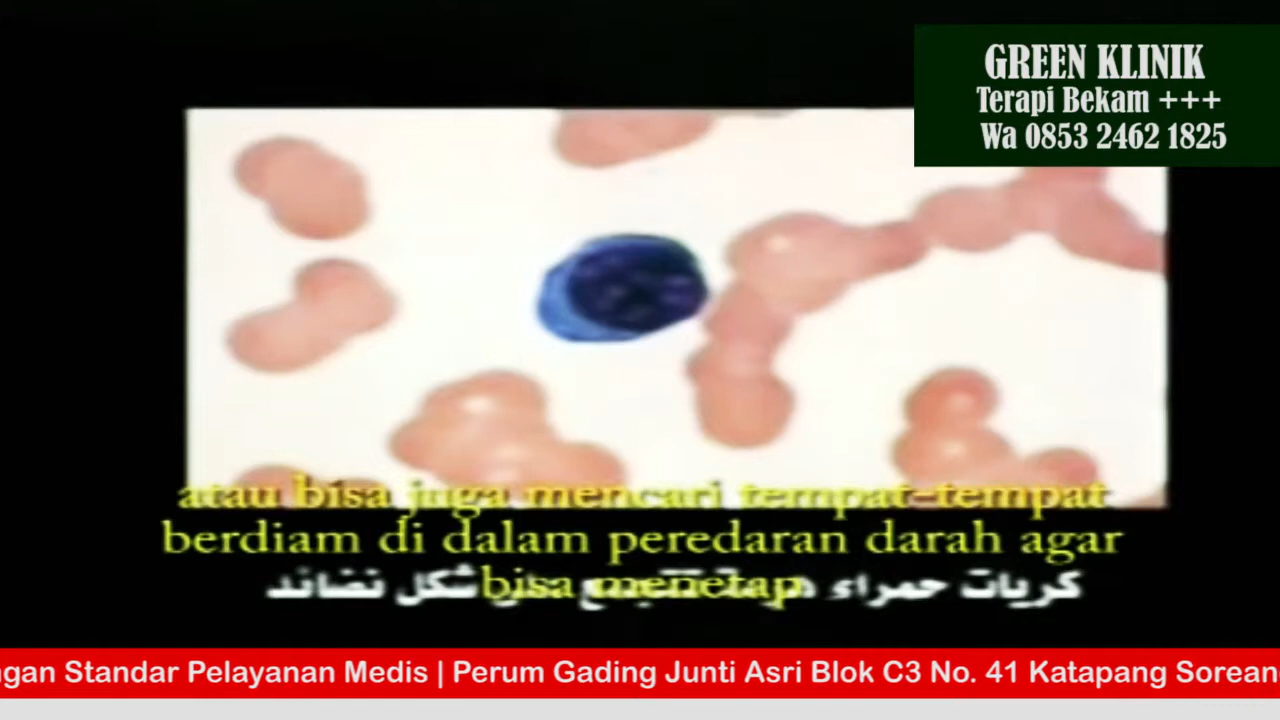 GREEN KLINIK
Terapi Bekam +++
Wa 0853 2462 1825
atau bisa juga mencari tempat-tempat
berdiam di dalam peredaran darah agar
bisa menetap
كريات حمراء شكل نضائد
ngan Standar Pelayanan Medis | Perum Gading Junti Asri Blok C3 No. 41 Katapang Sorean